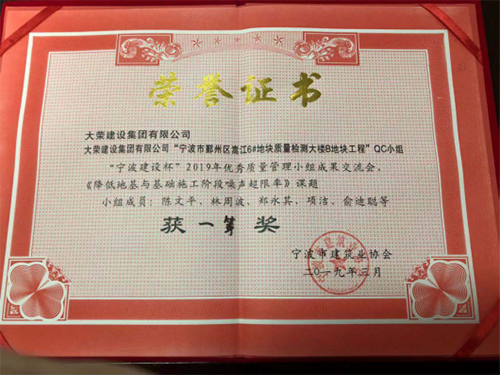 荣誉证书
大荣建设集团有限公司
大荣建设集团有限公司“宁波市鄞州区嵩江6#地块质量检测大楼B地块工程”QC小组
“宁波建设杯”2019年优秀质量管理小组成果交流会,
《降低地基与基础施工阶段噪声超限率》课题
小组成员:陈文平、林周波、郑永其、项洁、俞迪聪等
获一等奖
宁波市建筑业协会
二〇一九年三月